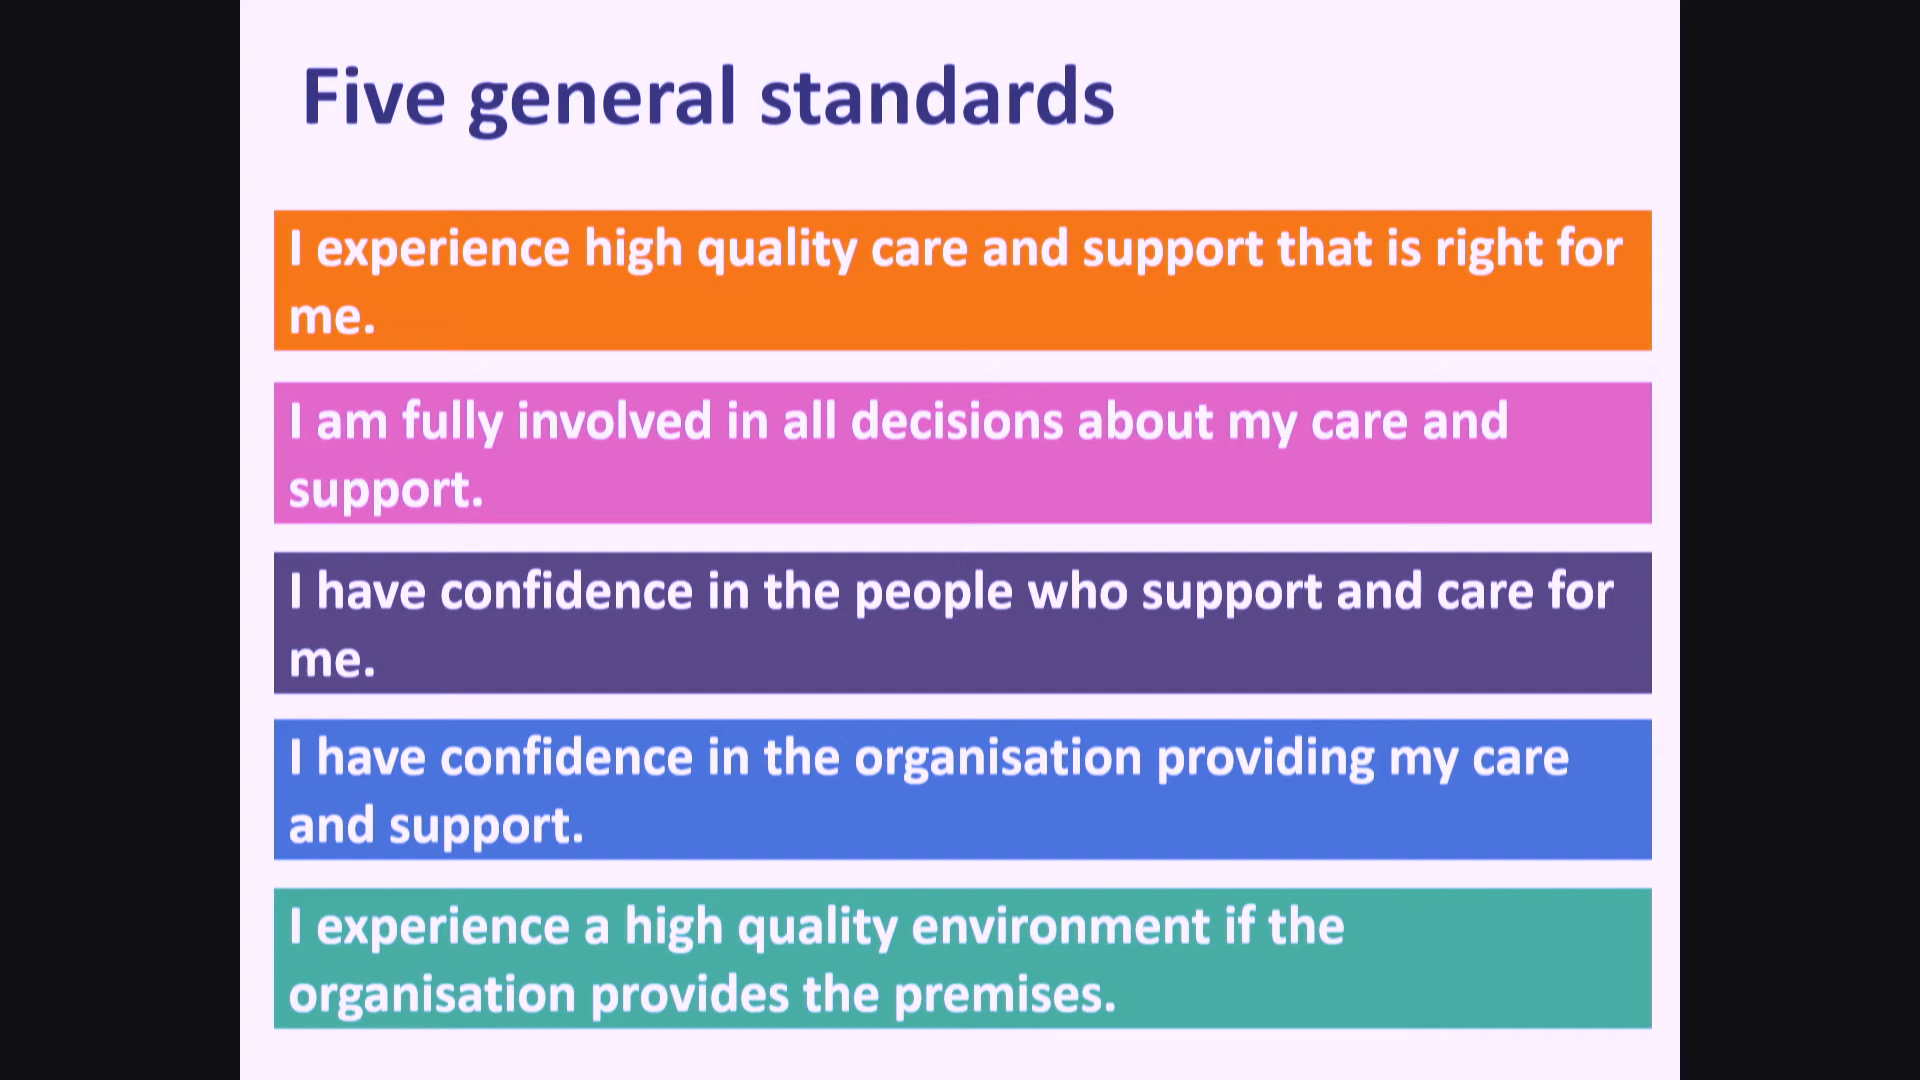 Five general standards
I experience high quality care and support that is right for
me.
I am fully involved in all decisions about my care and
support.
I have confidence in the people who support and care for
me.
I have confidence in the organisation providing my care
and support.
I experience a high quality environment if the
organisation provides the premises.